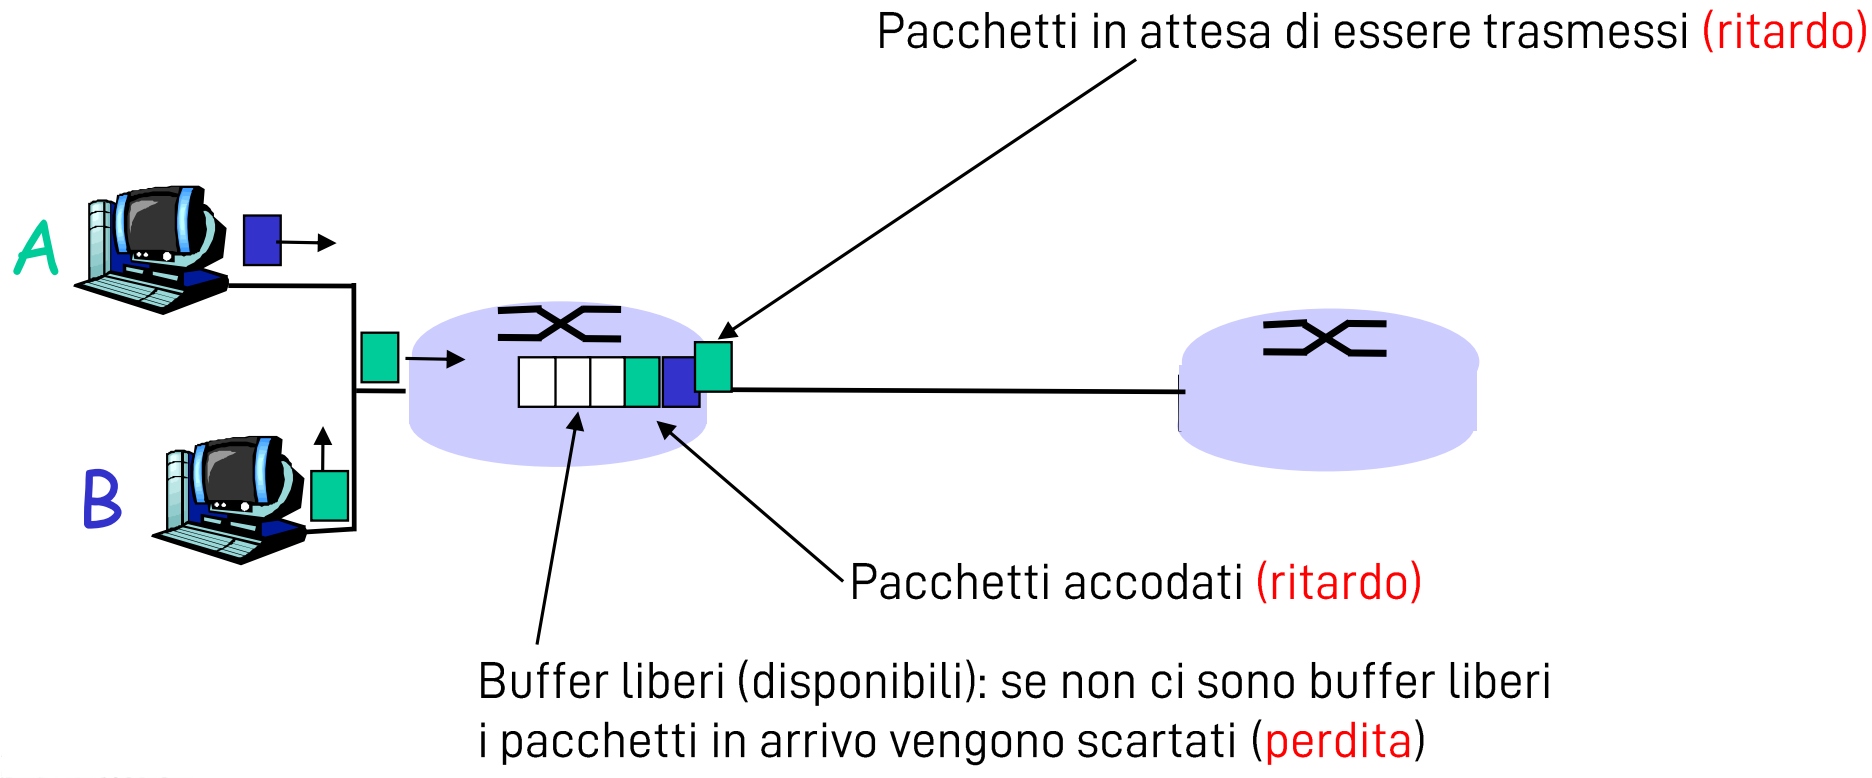 Pacchetti in attesa di essere trasmessi (ritardo)
A
B
Pacchetti accodati (ritardo)
Buffer liberi (disponibili): se non ci sono buffer liberi
i pacchetti in arrivo vengono scartati (perdita)